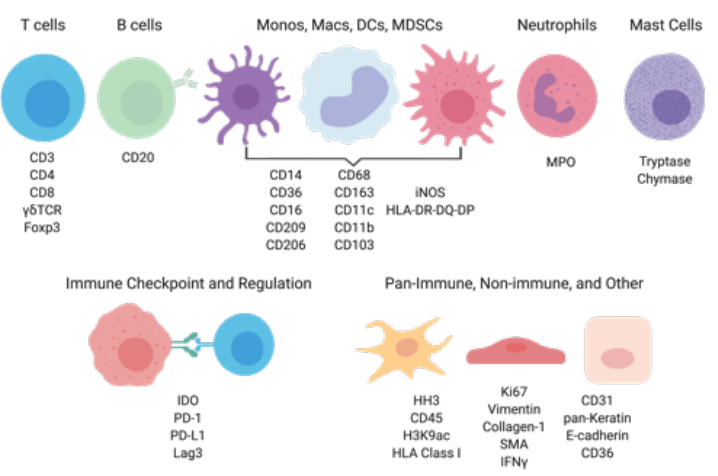 T cells
B cells
Monos, Macs, DCs, MDSCs
Neutrophils
Mast Cells
CD3
CD4
CD8
γδTCR
Foxp3
CD20
CD14
CD36
CD16
CD209
CD206
CD68
CD163
CD11c
CD11b
CD103
iNOS
HLA-DR-DQ-DP
MPO
Tryptase
Chymase
Immune Checkpoint and Regulation
IDO
PD-1
PD-L1
Lag3
Pan-Immune, Non-immune, and Other
HH3
CD45
H3K9ac
HLA Class I
Ki67
Vimentin
Collagen-1
SMA
IFNγ
CD31
pan-Keratin
E-cadherin
CD36